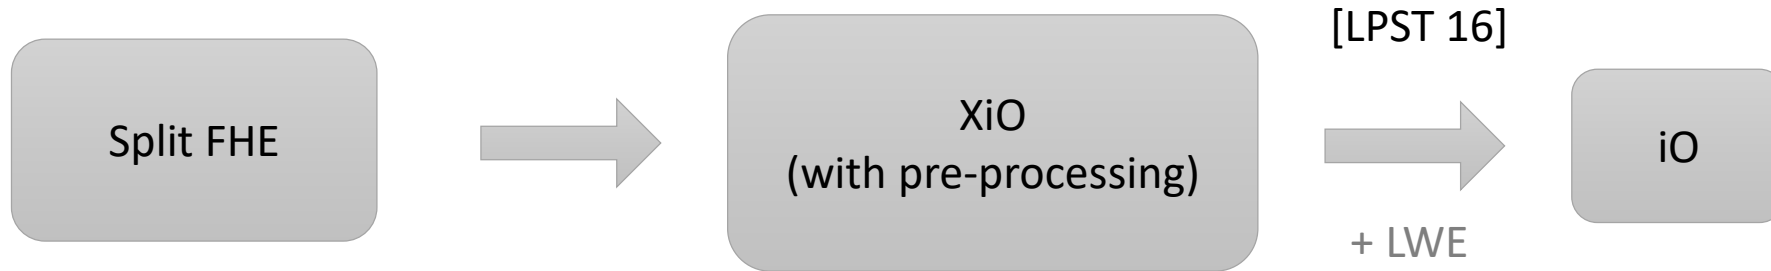 Split FHE
XiO
(with pre-processing)
[LPST 16]
+ LWE
iO